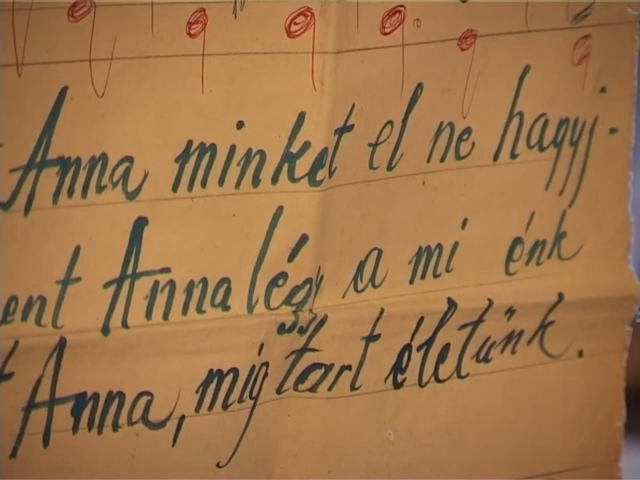 Anna minket el ne hagyj-
ent Anna légy a mi énk
t Anna, míg tart életünk.